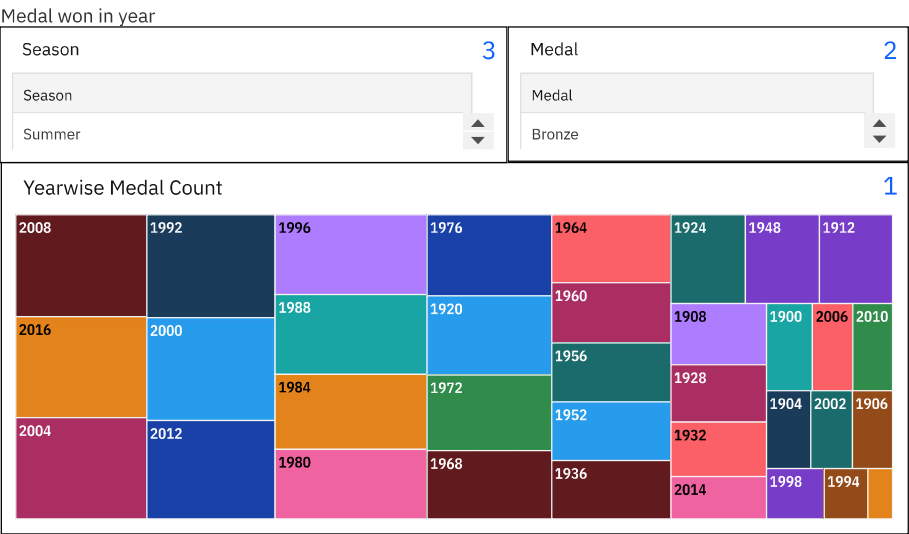 Medal won in year
Season 3
Season
Summer
Medal 2
Medal
Bronze
Yearwise Medal Count 1
2008
2016
2004
1992
2000
2012
1996
1988
1984
1980
1976
1920
1972
1968
1964
1960
1956
1952
1936
1924 1948 1912
1908
1928
1932
2014
1900 2006 2010
1904 2002 1906
1998 1994